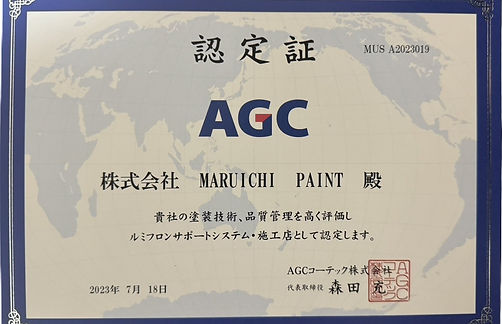 認定証
MUS A2023019
AGC
株式会社 MARUICHI PAINT 殿
貴社の塗装技術、品質管理を高く評価し
ルミフロンサポートシステム・施工店として認定します。
AGCコーテック株式会社
2023年 7月 18日
代表取締役 森田 充